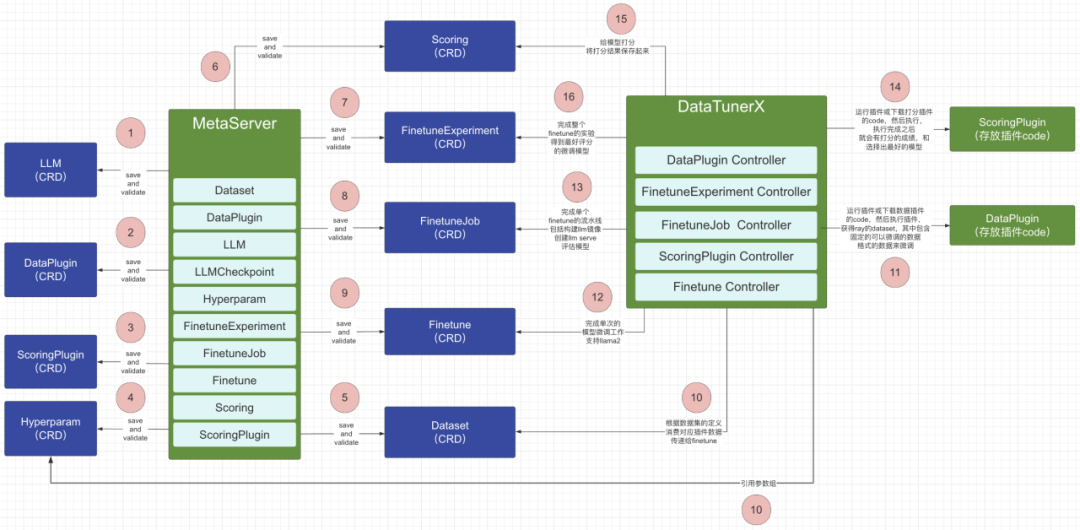 15
save
and
validate
Scoring
（CRD）
给模型打分
将打分结果保存起来
6
7
16
14
MetaServer
DataTunerX
1
save
and
validate
FinetuneExperiment
（CRD）
完成整个
finetune的实验
得到最好评分
的微调模型
运行插件或下载打分插件
的code，然后执行，
执行完成之后
就会有打分的成绩，和
选择出最好的模型
ScoringPlugin
（存放插件code）
LLM
（CRD）
save
and
validate
Dataset
DataPlugin
LLM
LLMCheckpoint
Hyperparam
FinetuneExperiment
FinetuneJob
Finetune
Scoring
ScoringPlugin
DataPlugin Controller
FinetuneExperiment Controller
FinetuneJob Controller
ScoringPlugin Controller
Finetune Controller
8
save
and
validate
FinetuneJob
（CRD）
13
完成单个
finetune的流水线
包括构建llm镜像
创建llm serve
评估模型
运行插件或下载数据插件
的code，然后执行插件，
获得ray的dataset，其中包含
固定的可以微调的数据
格式的数据来微调
DataPlugin
（存放插件code）
11
2
DataPlugin
（CRD）
save
and
validate
9
save
and
validate
Finetune
（CRD）
12
完成单次的
模型微调工作
支持llama2
3
ScoringPlugin
（CRD）
save
and
validate
4
Hyperparam
（CRD）
save
and
validate
5
save
and
validate
Dataset
（CRD）
10
根据数据集的定义
消费对应插件数据
传递给finetune
引用参数组
10